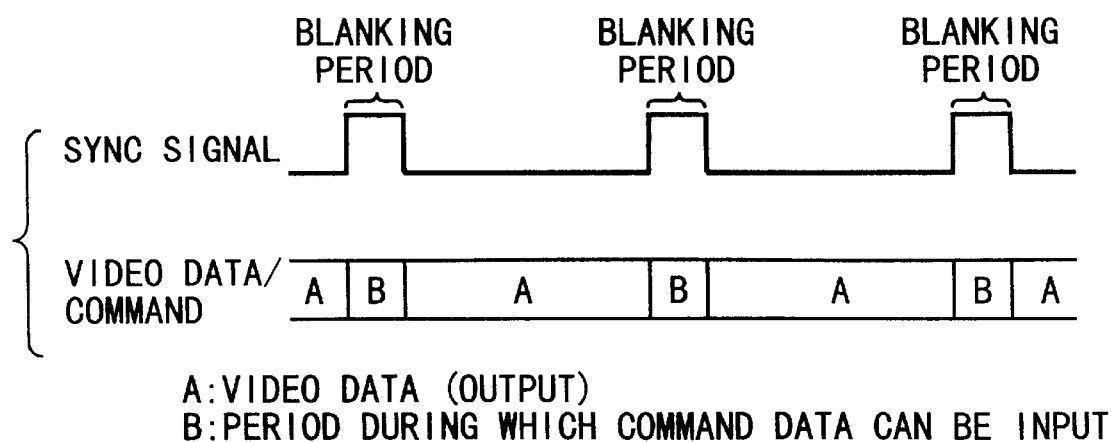 BLANKING PERIOD
BLANKING PERIOD
BLANKING PERIOD
SYNC SIGNAL
VIDEO DATA/
COMMAND
A B A B A B A
A:VIDEO DATA (OUTPUT)
B:PERIOD DURING WHICH COMMAND DATA CAN BE INPUT